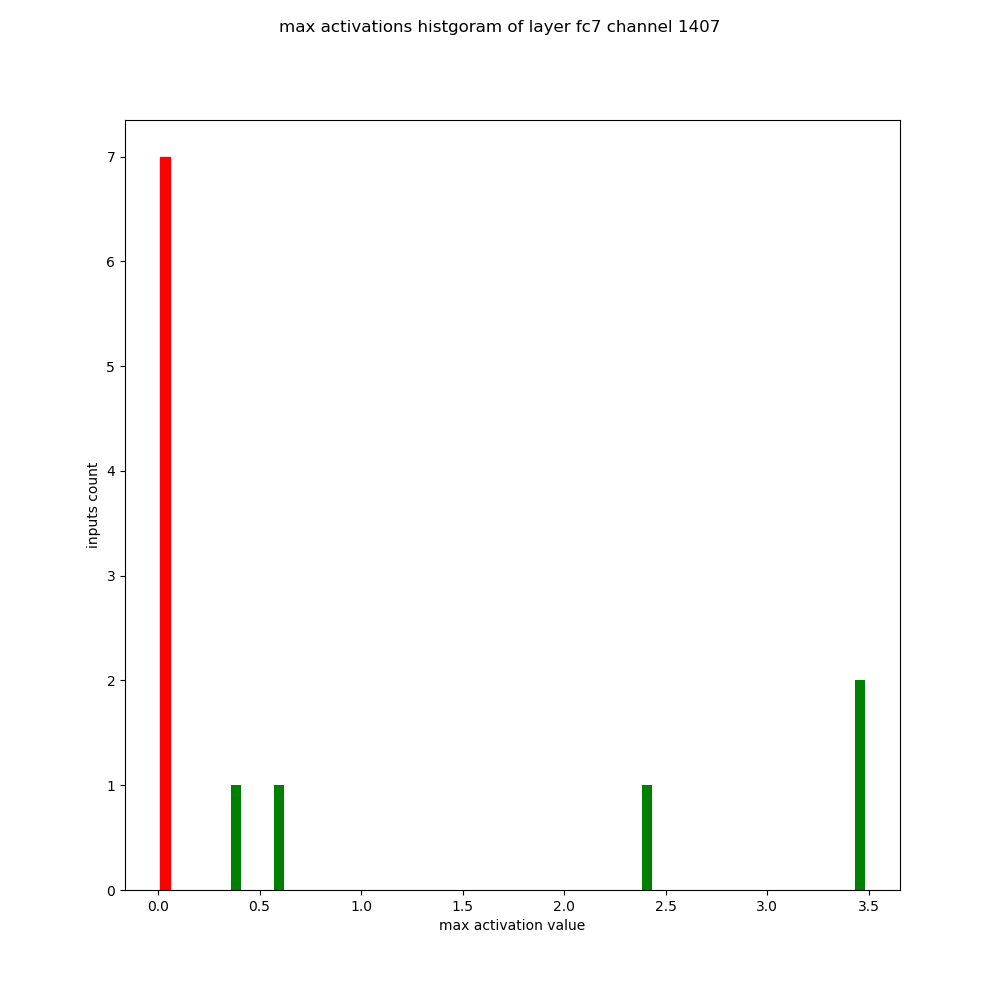 max activations histgoram of layer fc7 channel 1407
7
6
5
4
3
2
1
0
inputs count
0.0 0.5 1.0 1.5 2.0 2.5 3.0 3.5
max activation value